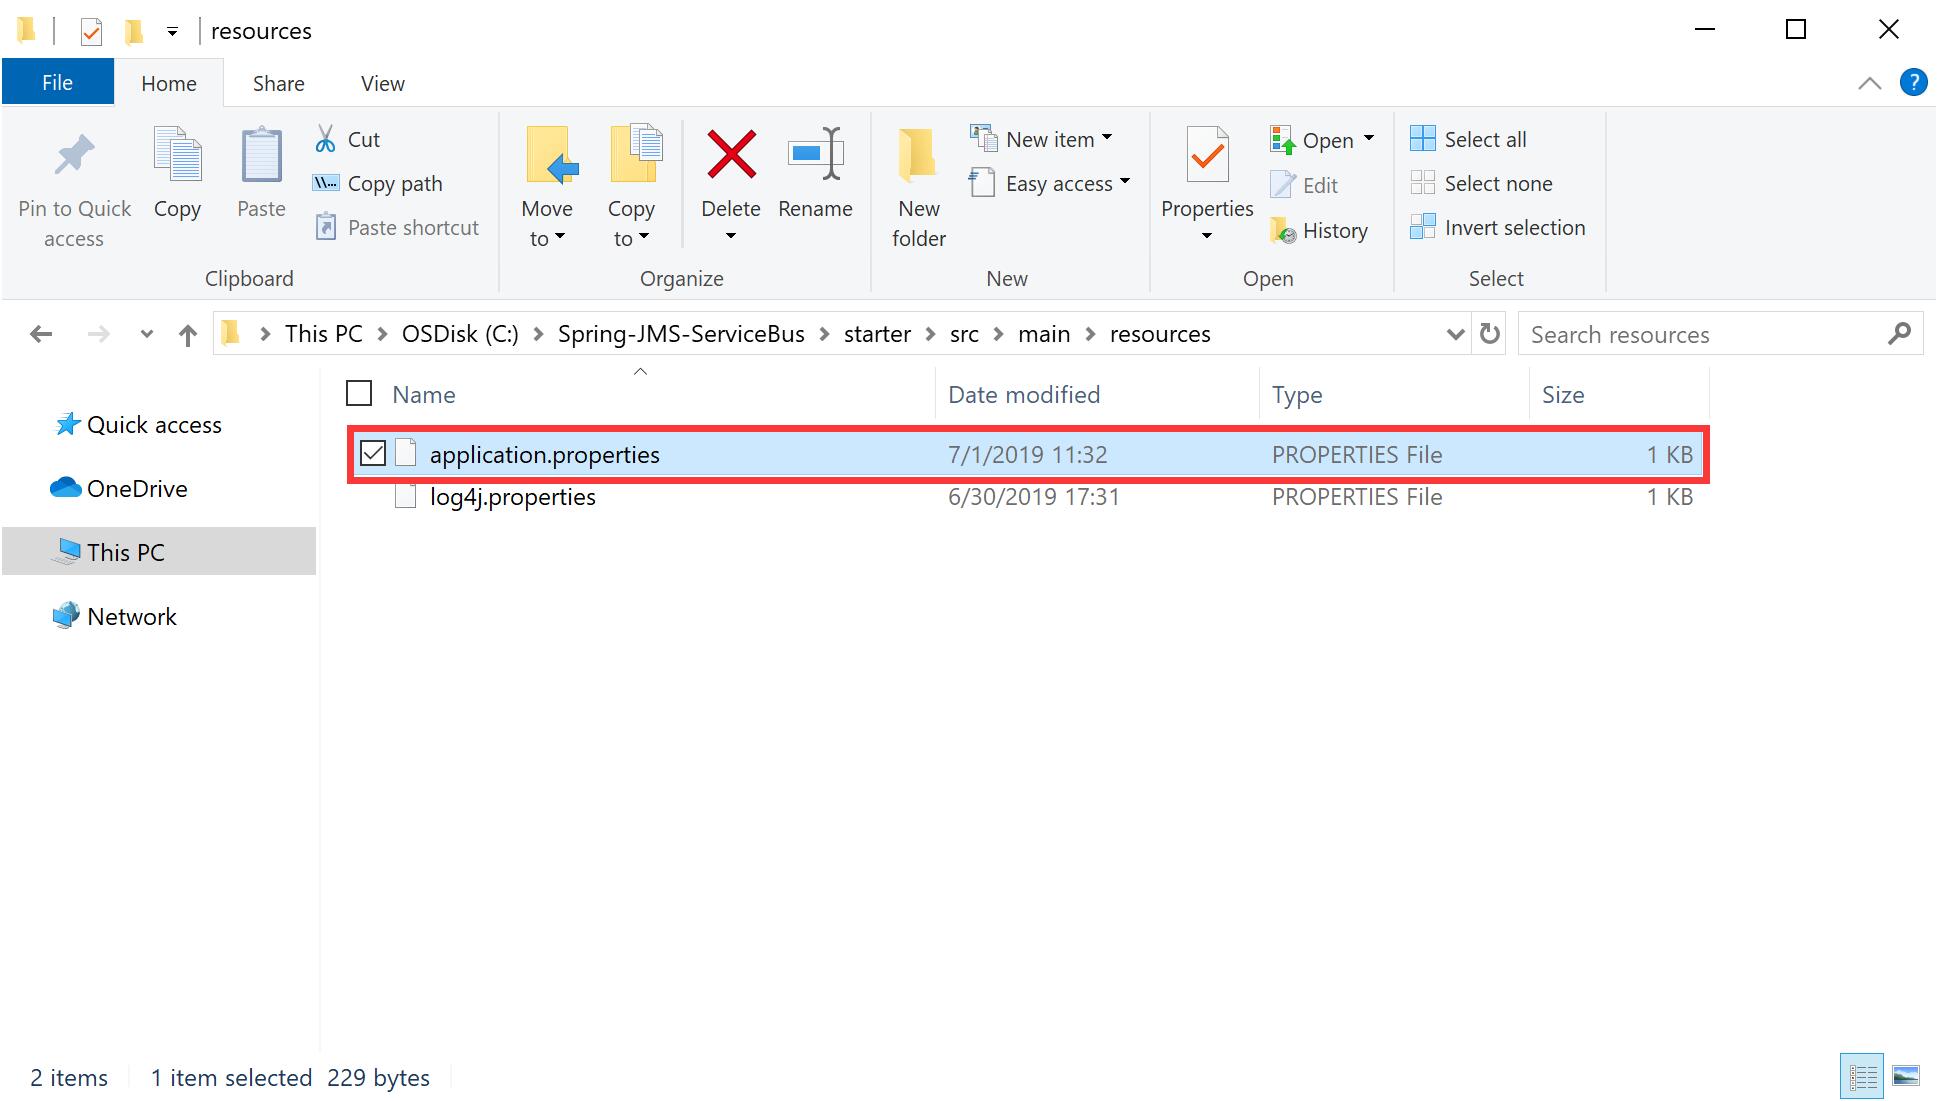 resources
File Home Share View
Pin to Quick access
Copy
Paste
Cut
Copy path
Paste shortcut
Clipboard
Move to
Copy to
Delete
Rename
Organize
New folder
New item
Easy access
New
Properties
Open
Edit
History
Open
Select all
Select none
Invert selection
Select
This PC OSDisk (C:) Spring-JMS-ServiceBus starter src main resources
Search resources
Quick access
OneDrive
This PC
Network
Name Date modified Type Size
application.properties 7/1/2019 11:32 PROPERTIES File 1 KB
log4j.properties 6/30/2019 17:31 PROPERTIES File 1 KB
2 items 1 item selected 229 bytes